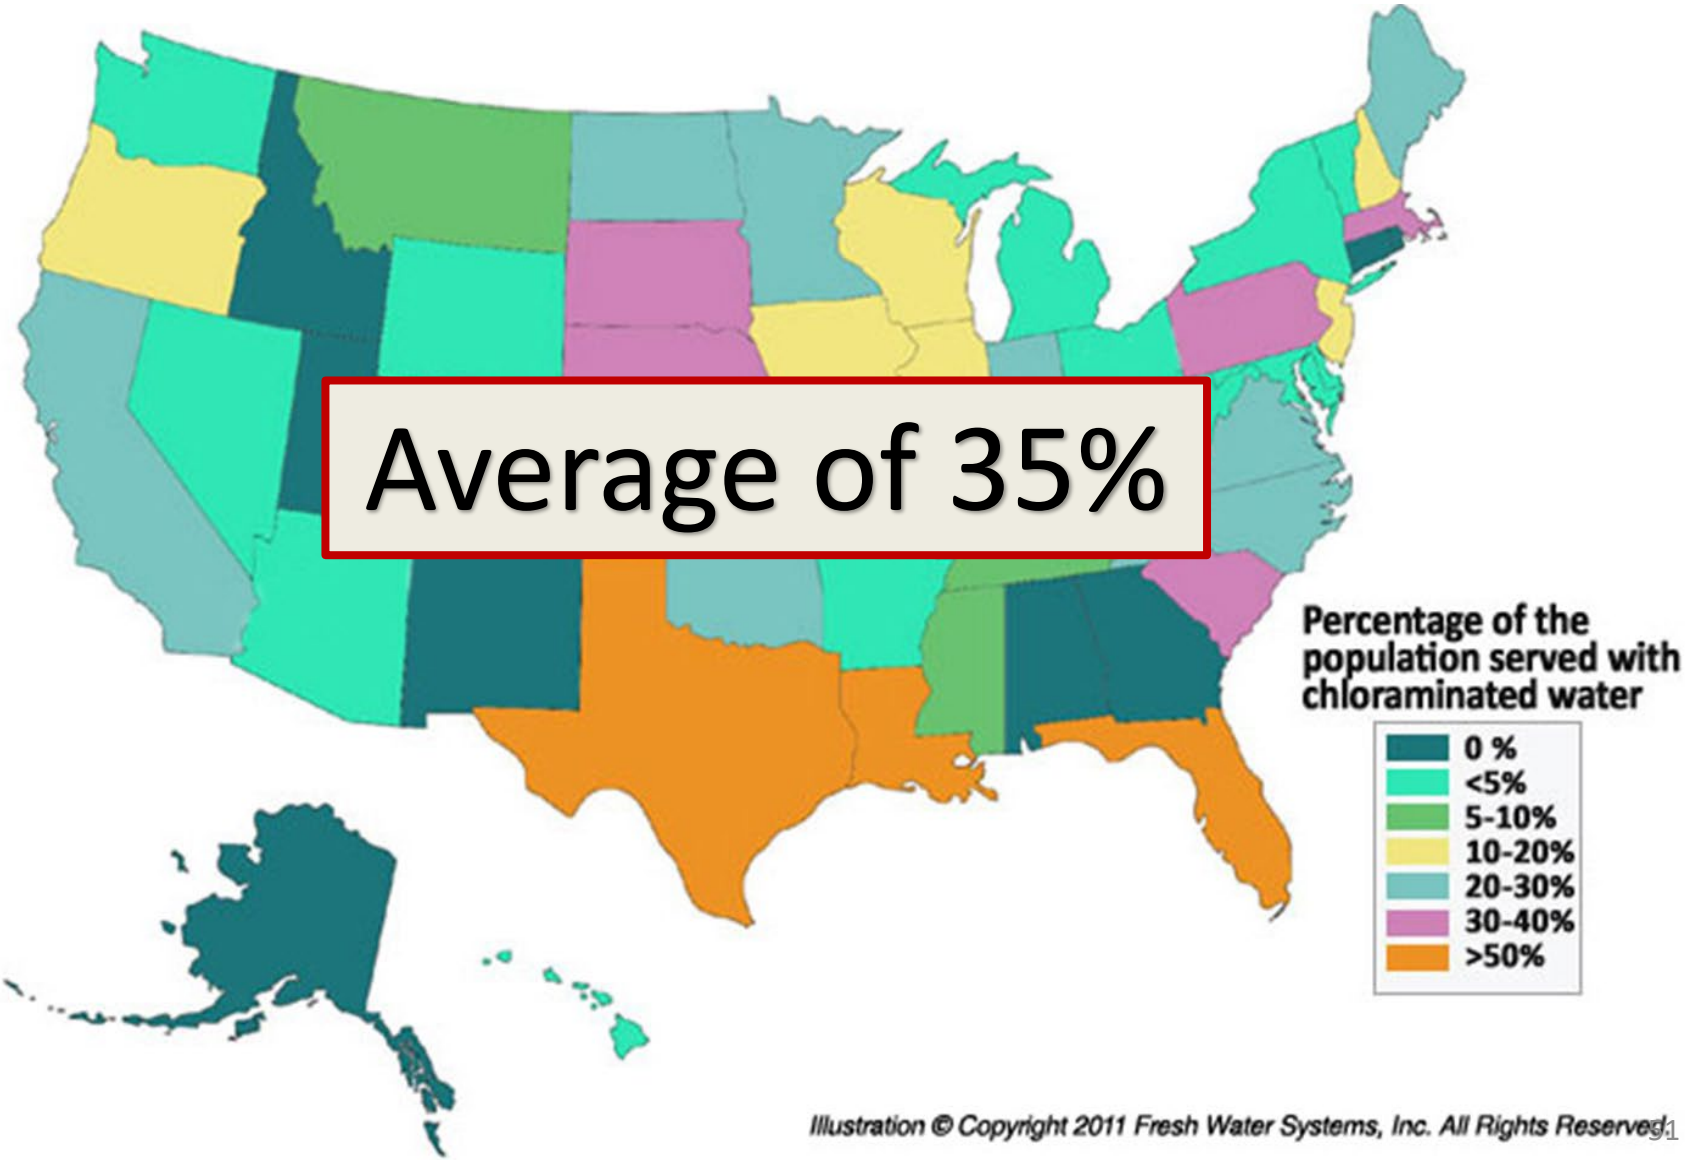 Average of 35%
Percentage of the
population served with
chloraminated water
0 %
<5%
5-10%
10-20%
20-30%
30-40%
>50%
Illustration © Copyright 2011 Fresh Water Systems, Inc. All Rights Reserved.
51